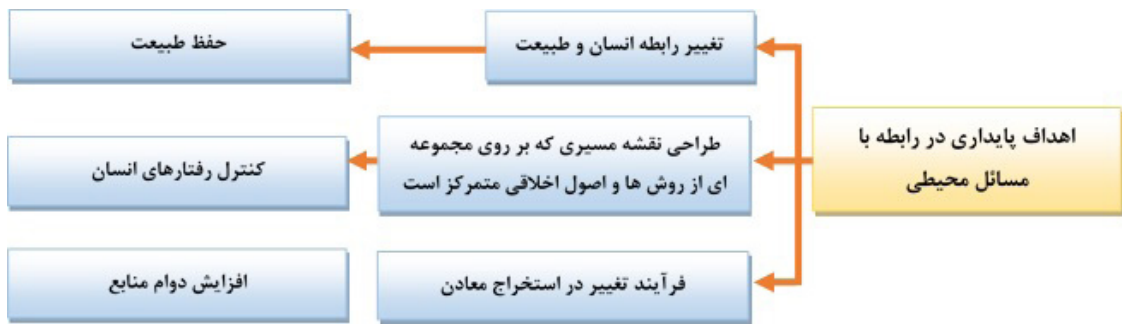 اهداف پایداری در رابطه با
مسائل محیطی
تغییر رابطه انسان و طبیعت
حفظ طبیعت
طراحی نقشه مسیری که بر روی مجموعه
ای از روش ها و اصول اخلاقی متمرکز است
کنترل رفتارهای انسان
فرآیند تغییر در استخراج معادن
افزایش دوام منابع